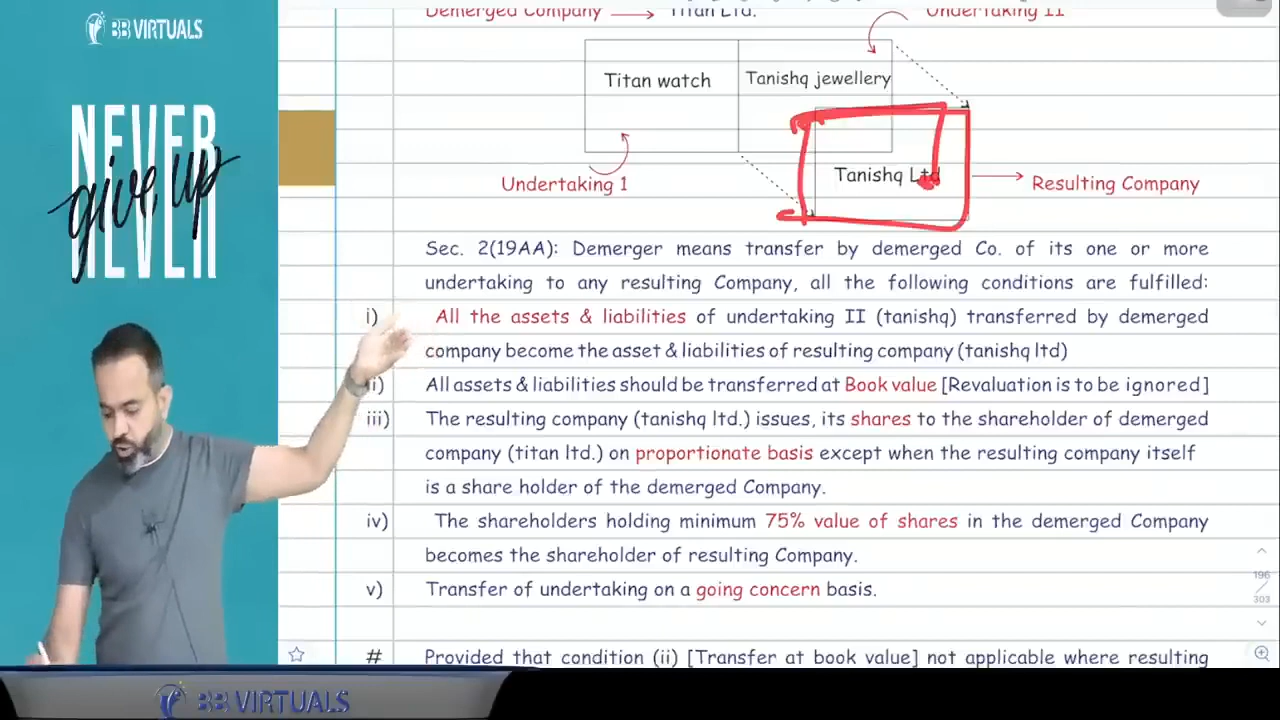 BB VIRTUALS
NEVER
give up
NEVER
Demerged Company Titan Ltd. Undertaking II
Titan watch Tanishq jewellery
Undertaking 1
Tanishq Ltd
Resulting Company
Sec. 2(19AA): Demerger means transfer by demerged Co. of its one or more
undertaking to any resulting Company, all the following conditions are fulfilled:
i) All the assets & liabilities of undertaking II (tanishq) transferred by demerged
company become the asset & liabilities of resulting company (tanishq ltd)
ii) All assets & liabilities should be transferred at Book value [Revaluation is to be ignored]
iii) The resulting company (tanishq ltd.) issues, its shares to the shareholder of demerged
company (titan ltd.) on proportionate basis except when the resulting company itself
is a share holder of the demerged Company.
iv) The shareholders holding minimum 75% value of shares in the demerged Company
becomes the shareholder of resulting Company.
v) Transfer of undertaking on a going concern basis.
# Provided that condition (ii) [Transfer at book value] not applicable where resulting
196
303
BB VIRTUALS